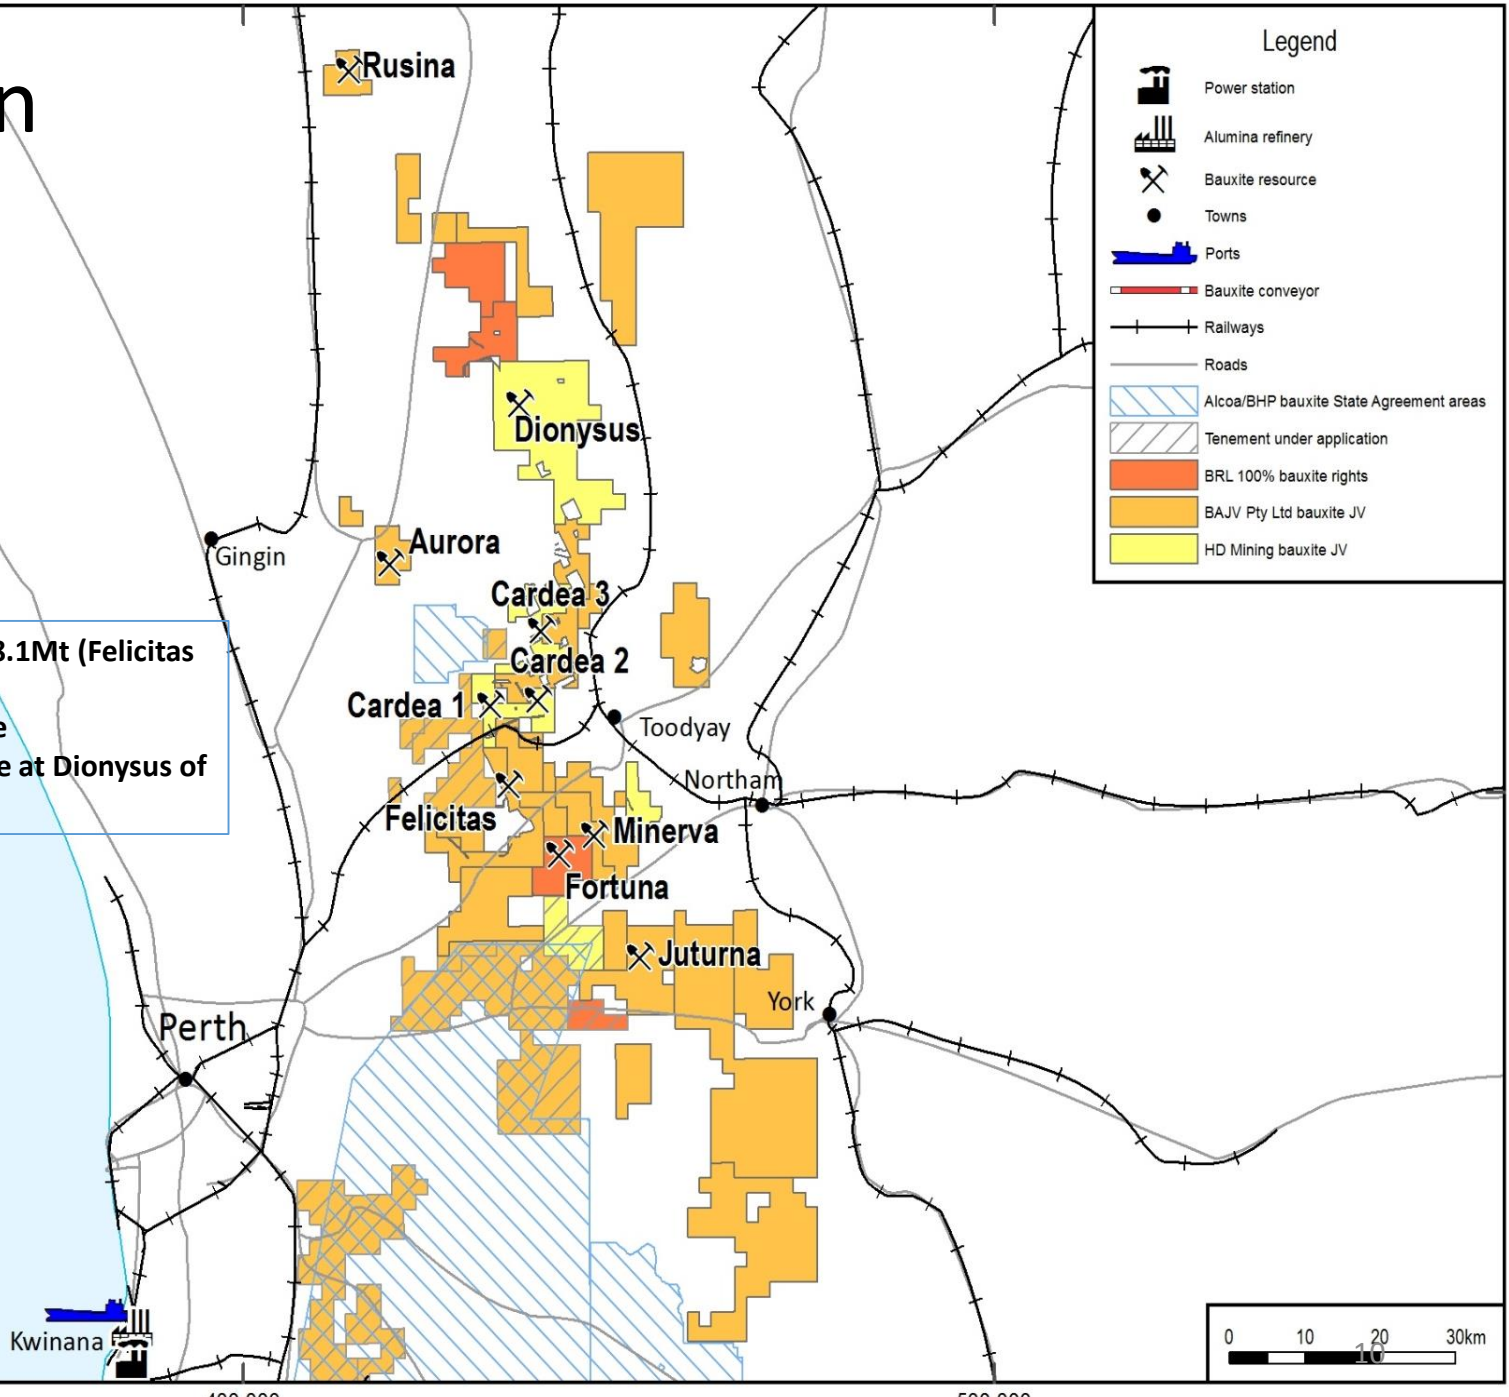 n
Rusina
Dionysus
Gingin
Aurora
Cardea 3
Cardea 2
Cardea 1
Toodyay
Northam
Felicitas
Minerva
Fortuna
Juturna
York
Perth
Kwinana
3.1Mt (Felicitas
e
e at Dionysus of
Legend
Power station
Alumina refinery
Bauxite resource
Towns
Ports
Bauxite conveyor
Railways
Roads
Alcoa/BHP bauxite State Agreement areas
Tenement under application
BRL 100% bauxite rights
BAJV Pty Ltd bauxite JV
HD Mining bauxite JV
0 10 20 30km
10